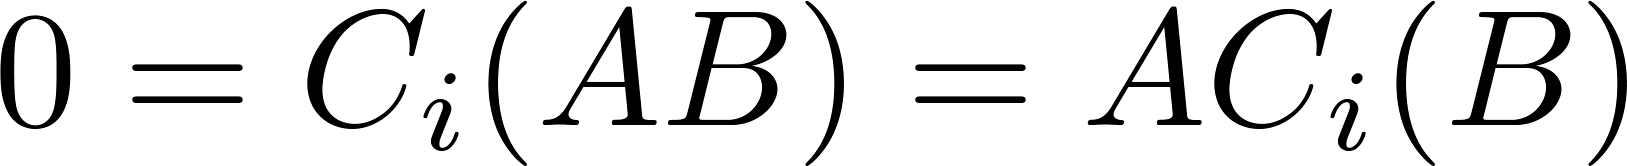 0 = C_i(AB) = AC_i(B)